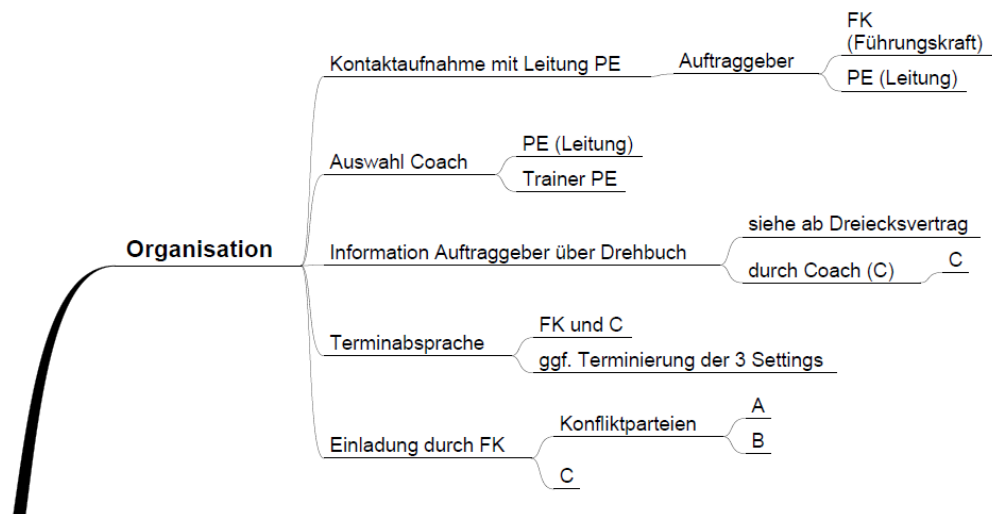 Organisation
Kontaktaufnahme mit Leitung PE
Auftraggeber
FK
(Führungskraft)
PE (Leitung)
Auswahl Coach
PE (Leitung)
Trainer PE
Information Auftraggeber über Drehbuch
siehe ab Dreiecksvertrag
durch Coach (C)
C
Terminabsprache
FK und C
ggf. Terminierung der 3 Settings
Einladung durch FK
Konfliktparteien
A
B
C